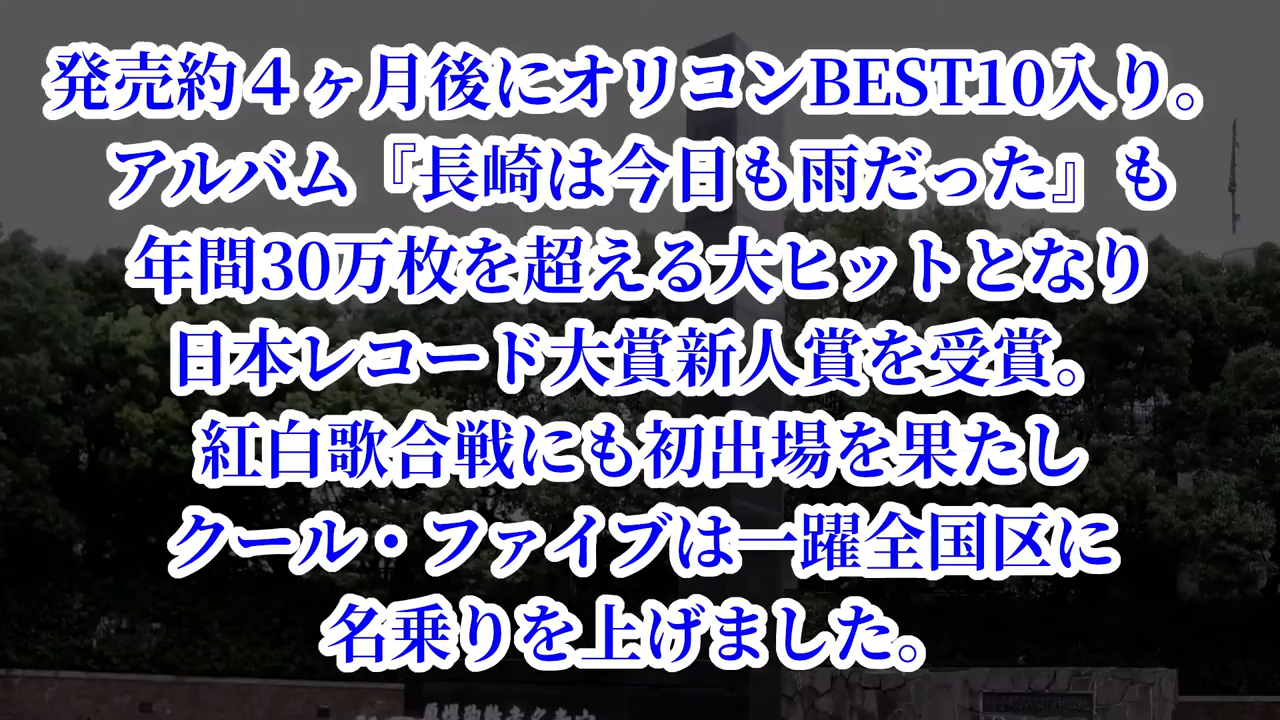 発売約４ヶ月後にオリコンBEST10入り。
アルバム『長崎は今日も雨だった』も
年間30万枚を超える大ヒットとなり
日本レコード大賞新人賞を受賞。
紅白歌合戦にも初出場を果たし
クール・ファイブは一躍全国区に
名乗りを上げました。